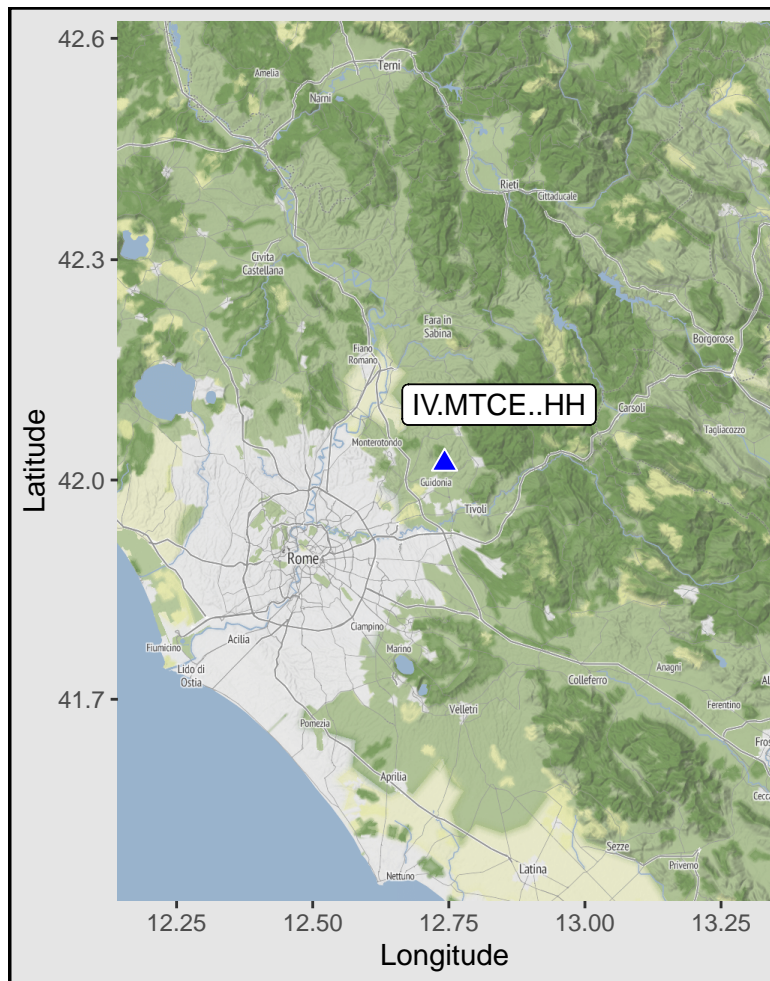 42.6
42.3
42.0
41.7
Latitude
12.25
12.50
12.75
13.00
13.25
Longitude
IV.MTCE..HH
Terni
Amelia
Narni
Rieti
Cittaducale
Civita
Castellana
Fara in
Sabina
Fiano
Romano
Borgorose
Carsoli
Tagliacozzo
Monterotondo
Guidonia
Tivoli
Rome
Ciampino
Acilia
Fiumicino
Lido di
Ostia
Marino
Anagni
Colleferro
Al
Ferentino
Velletri
Pomezia
Fros
Aprilia
Cecca
Sezze
Priverno
Latina
Nettuno